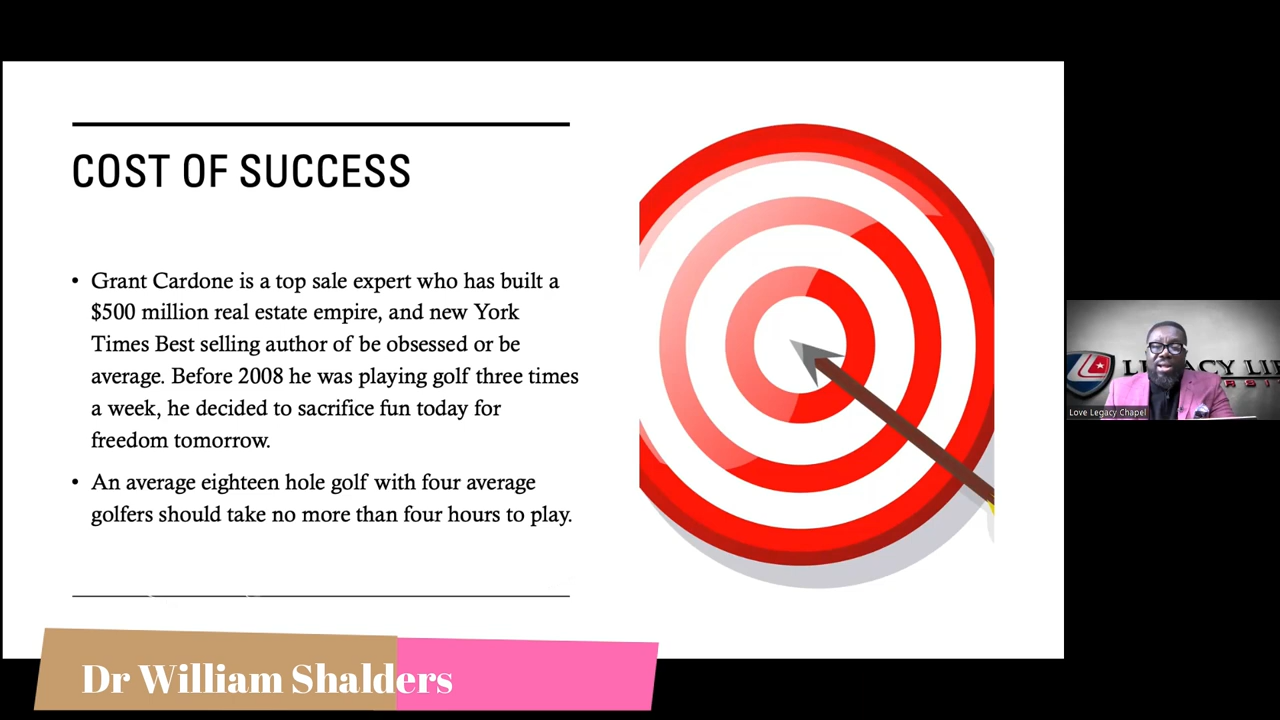 COST OF SUCCESS
• Grant Cardone is a top sale expert who has built a
$500 million real estate empire, and new York
Times Best selling author of be obsessed or be
average. Before 2008 he was playing golf three times
a week, he decided to sacrifice fun today for
freedom tomorrow.
• An average eighteen hole golf with four average
golfers should take no more than four hours to play.
Dr William Shalders
Love Legacy Chapel